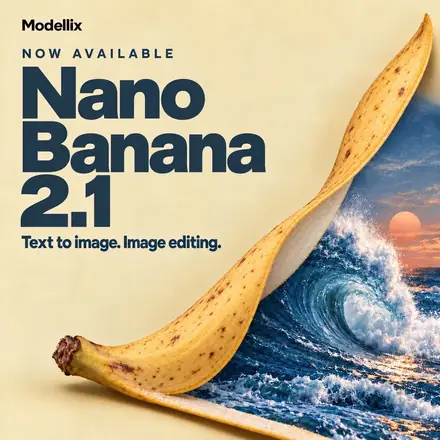 Modellix
NOW AVAILABLE
Nano
Banana
2.1
Text to image. Image editing.